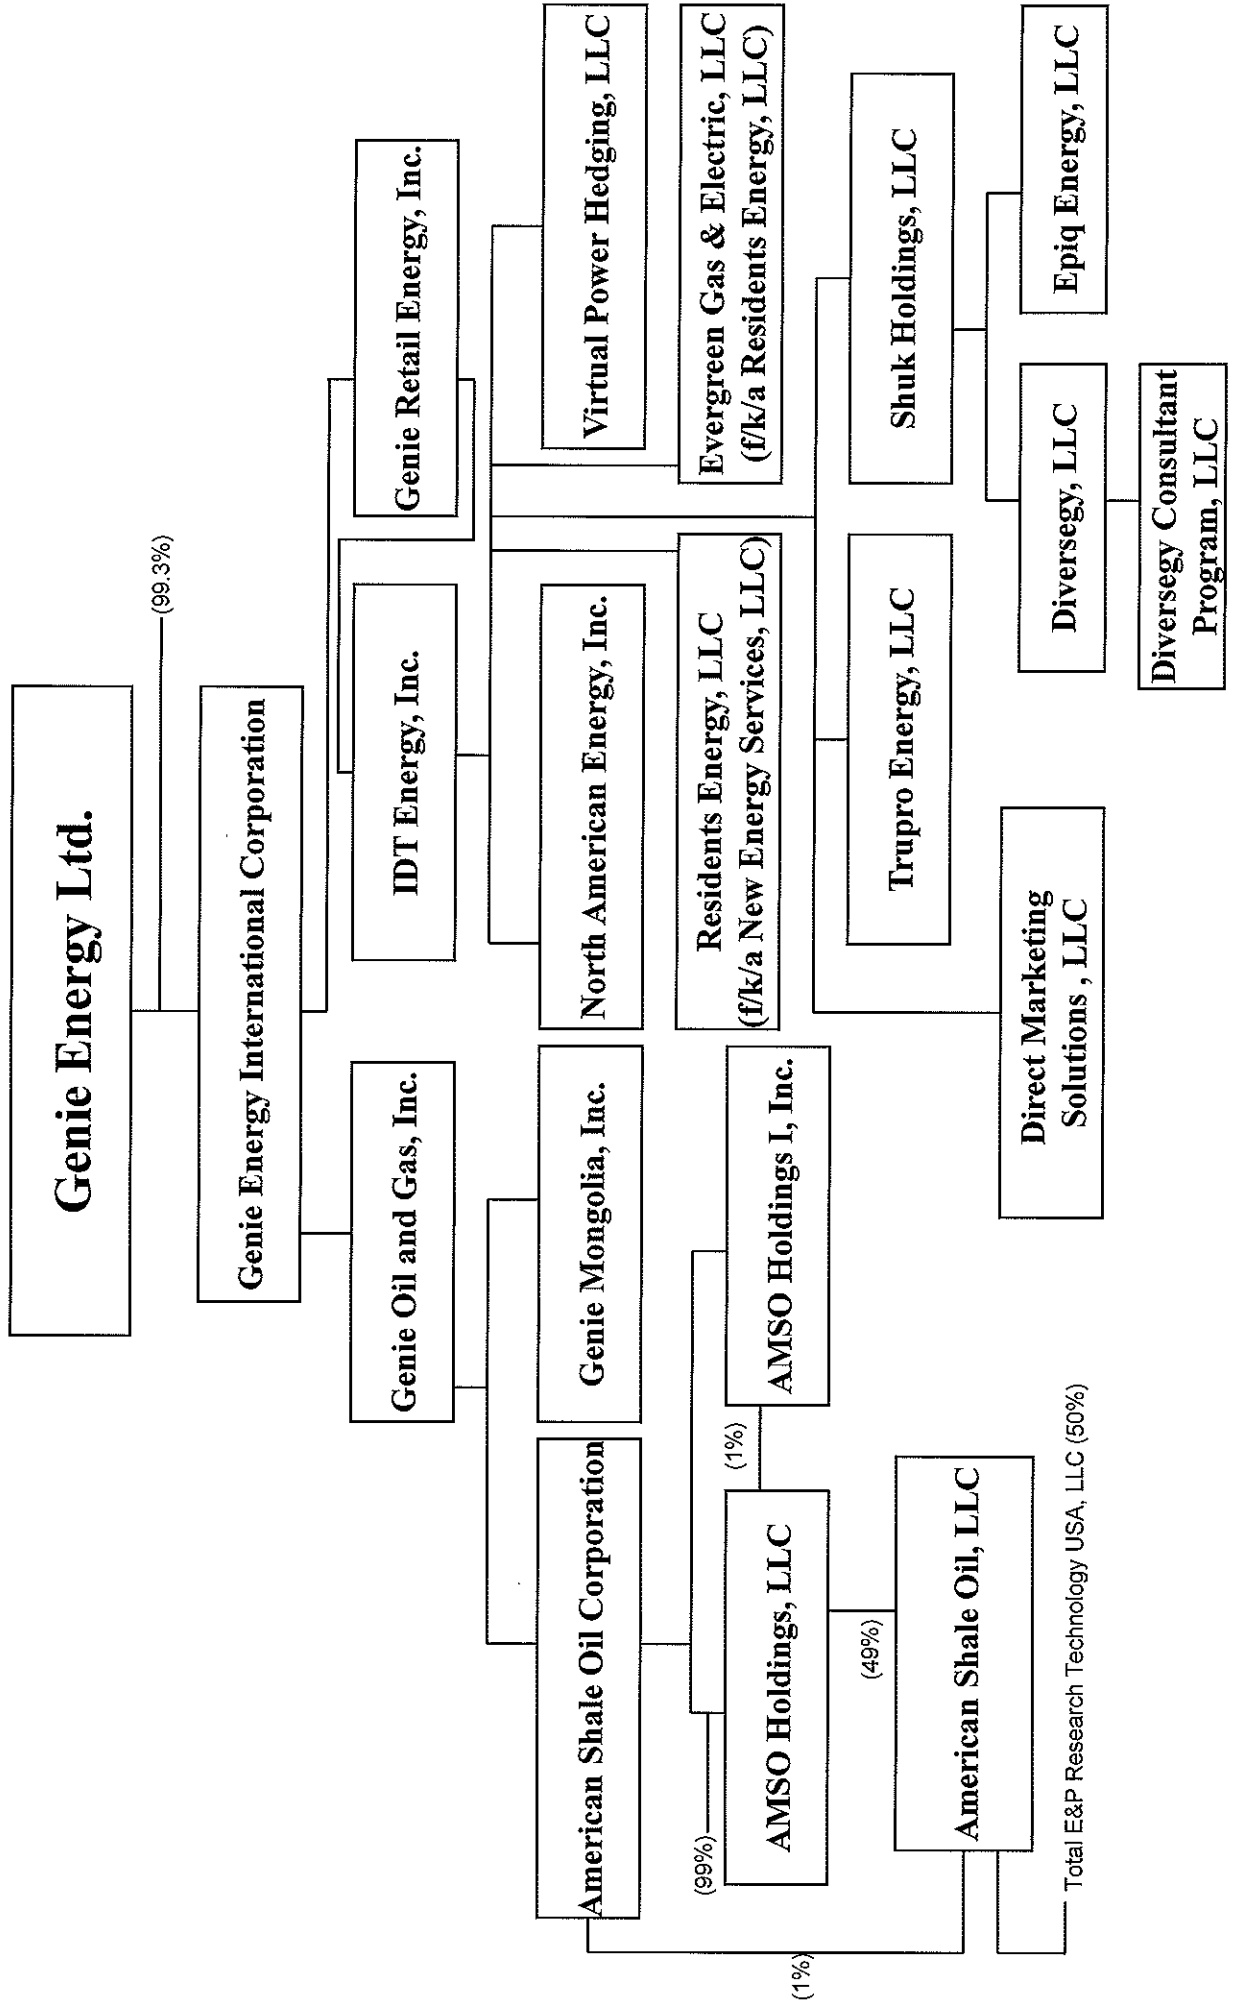 Genie Energy Ltd.
(99.3%)
Genie Energy International Corporation
Genie Oil and Gas, Inc.
IDT Energy, Inc.
Genie Retail Energy, Inc.
American Shale Oil Corporation
Genie Mongolia, Inc.
North American Energy, Inc.
Virtual Power Hedging, LLC
Residents Energy, LLC
(f/k/a New Energy Services, LLC)
Evergreen Gas & Electric, LLC
(f/k/a Residents Energy, LLC)
(99%)
AMSO Holdings, LLC
(1%)
AMSO Holdings I, Inc.
Trupro Energy, LLC
Shuk Holdings, LLC
(1%)
(49%)
American Shale Oil, LLC
Direct Marketing
Solutions , LLC
Diversegy, LLC
Epiq Energy, LLC
Total E&P Research Technology USA, LLC (50%)
Diversegy Consultant
Program, LLC